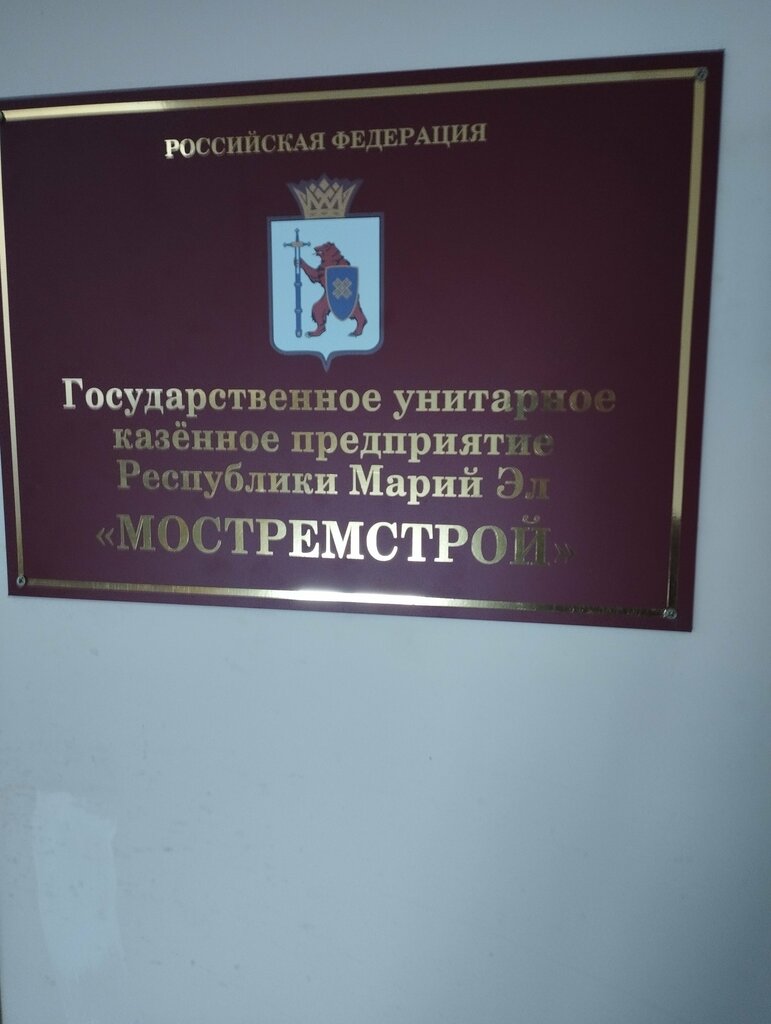 РОССИЙСКАЯ ФЕДЕРАЦИЯ
Государственное унитарное
казённое предприятие
Республики Марий Эл
«МОСТРЕМСТРОЙ»